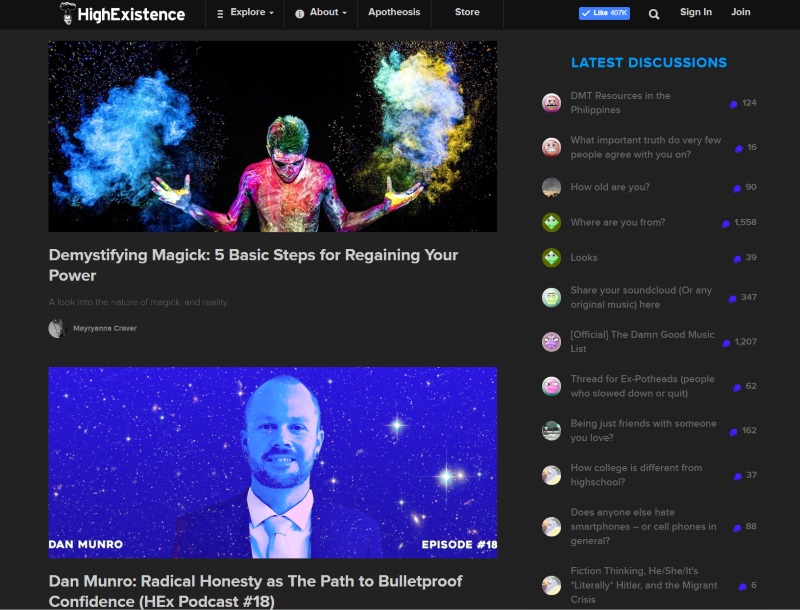 HighExistence
Explore
About
Apotheosis
Store
Like 407K
Sign In
Join
Demystifying Magick: 5 Basic Steps for Regaining Your
Power
A look into the nature of magick, and reality
Mayryanna Craver
DAN MUNRO
EPISODE #18
Dan Munro: Radical Honesty as The Path to Bulletproof
Confidence (HEx Podcast #18)
LATEST DISCUSSIONS
DMT Resources in the
Philippines
124
What important truth do very few
people agree with you on?
16
How old are you?
90
Where are you from?
1,558
Looks
39
Share your soundcloud (Or any
original music) here
347
[Official] The Damn Good Music
List
1,207
Thread for Ex-Potheads (people
who slowed down or quit)
62
Being just friends with someone
you love?
162
How college is different from
highschool?
37
Does anyone else hate
smartphones – or cell phones in
general?
88
Fiction Thinking, He/She/It's
*Literally* Hitler, and the Migrant
Crisis
6